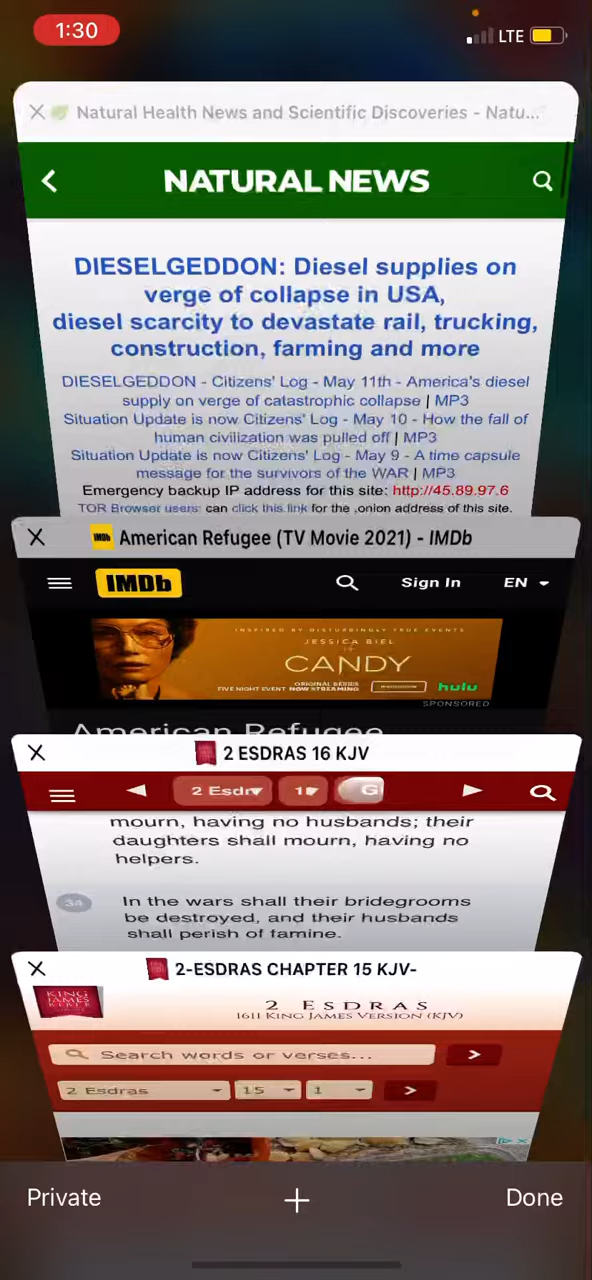 1:30
LTE
Natural Health News and Scientific Discoveries - Natu...
NATURAL NEWS
DIESELGEDDON: Diesel supplies on
verge of collapse in USA,
diesel scarcity to devastate rail, trucking,
construction, farming and more
DIESELGEDDON - Citizens' Log - May 11th - America's diesel
supply on verge of catastrophic collapse | MP3
Situation Update is now Citizens' Log - May 10 - How the fall of
human civilization was pulled off | MP3
Situation Update is now Citizens' Log - May 9 - A time capsule
message for the survivors of the WAR | MP3
Emergency backup IP address for this site: http://45.89.97.6
TOR Browser users: can click this link for the .onion address of this site.
IMDb American Refugee (TV Movie 2021) - IMDb
IMDb Sign In EN
INSPIRED BY DISTURBINGLY TRUE EVENTS
JESSICA BIEL
IS
CANDY
ORIGINAL SERIES
FIVE NIGHT EVENT NOW STREAMING
hulu
SPONSORED
American Refugee
2 ESDRAS 16 KJV
2 Esdr G
mourn, having no husbands; their
daughters shall mourn, having no
helpers.
34 In the wars shall their bridegrooms
be destroyed, and their husbands
shall perish of famine.
2-ESDRAS CHAPTER 15 KJV-
KING
JAMES
BIBLE
2 ESDRAS
1611 KING JAMES VERSION (KJV)
Search words or verses... >
2 Esdras 15 1 >
Private + Done